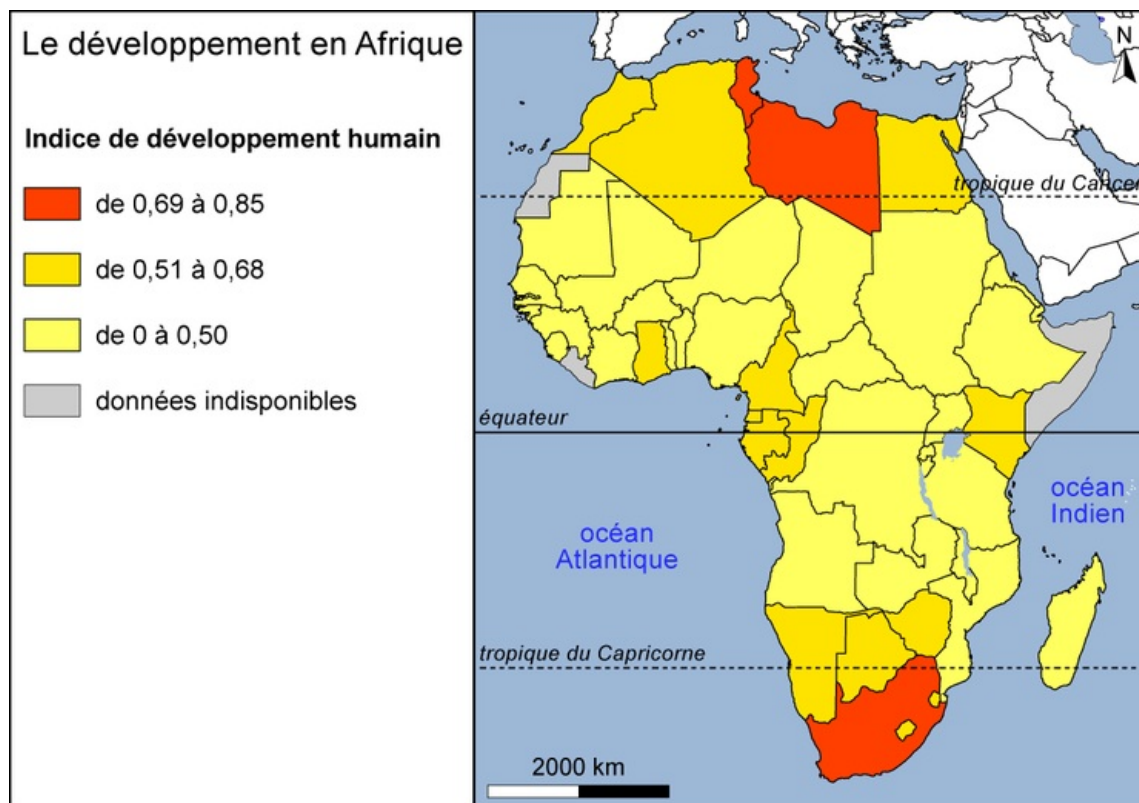 Le développement en Afrique
Indice de développement humain
de 0,69 à 0,85
de 0,51 à 0,68
de 0 à 0,50
données indisponibles
N
tropique du Cancer
équateur
océan
Indien
océan
Atlantique
tropique du Capricorne
2000 km